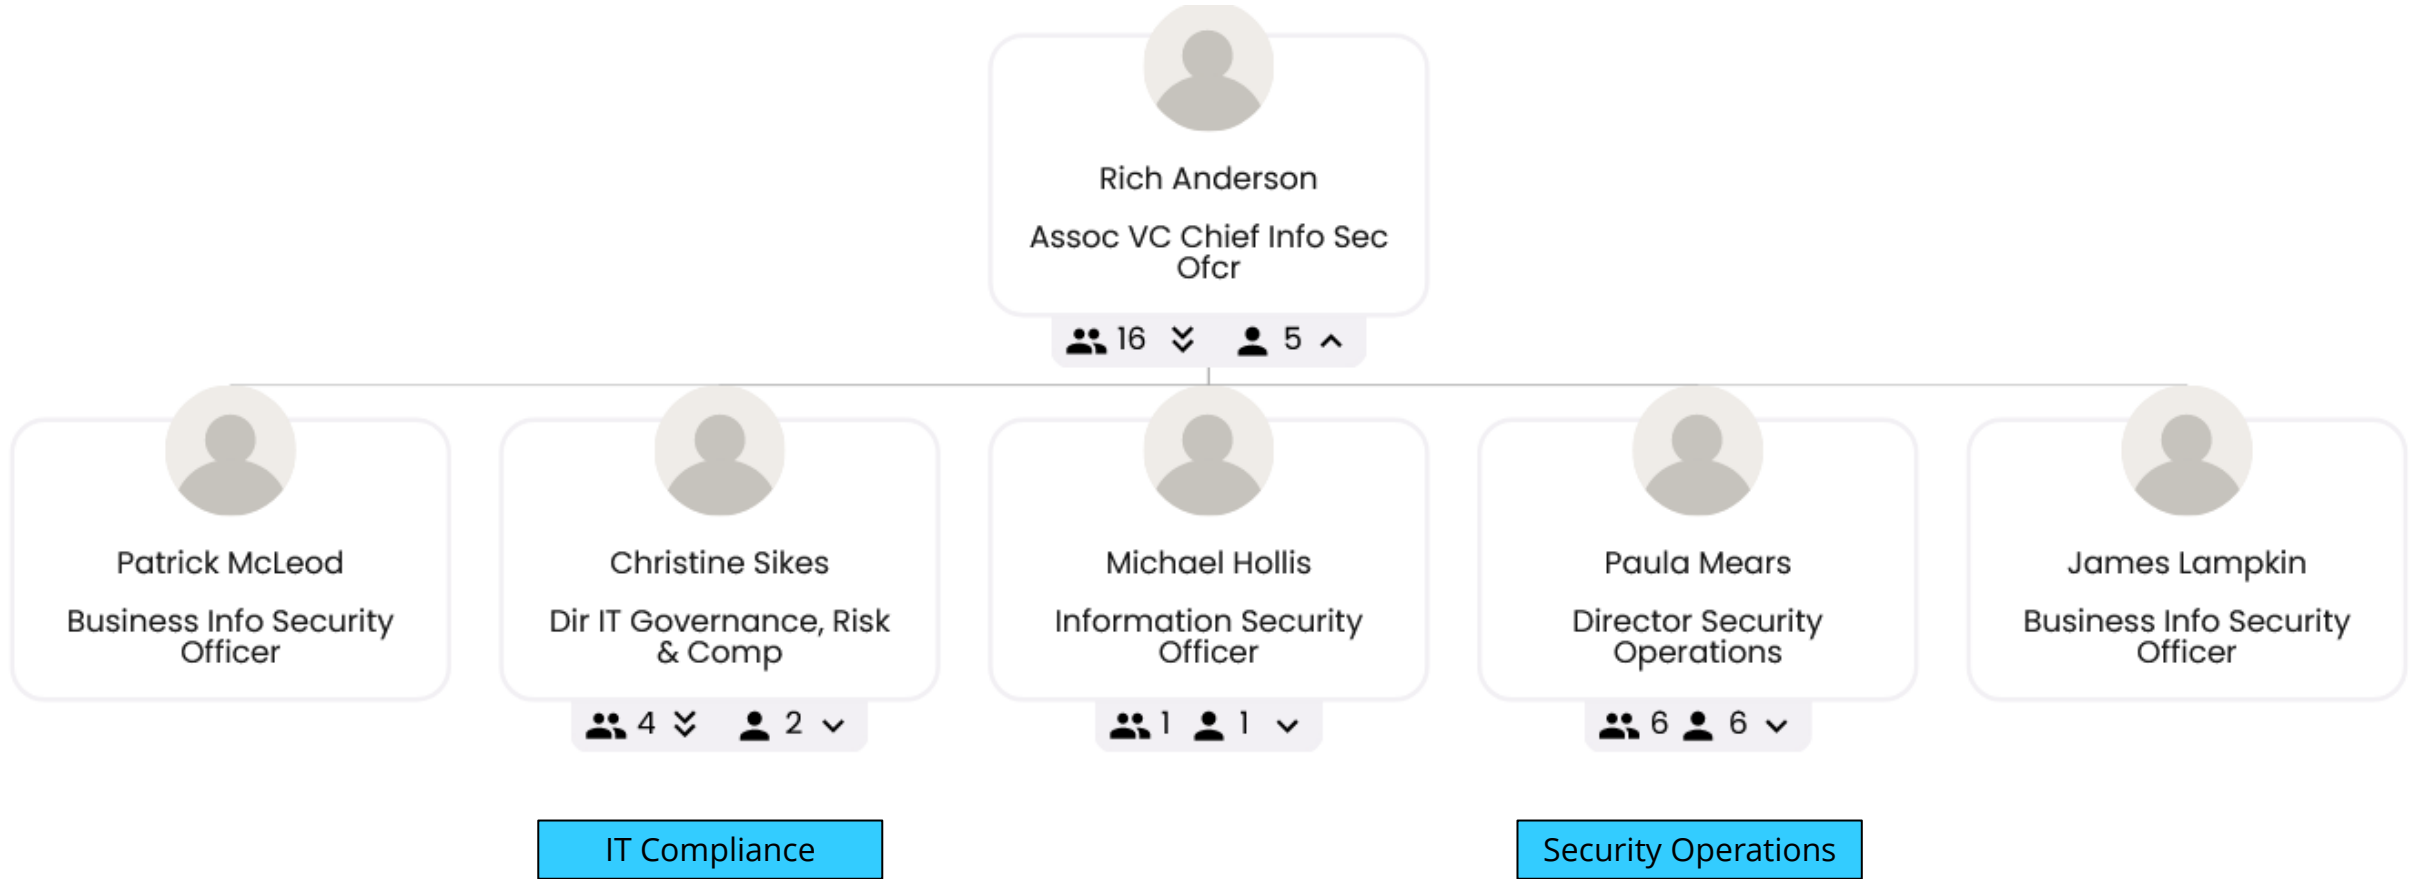 Rich Anderson
Assoc VC Chief Info Sec
Ofcr
16 5
Patrick McLeod
Business Info Security
Officer
Christine Sikes
Dir IT Governance, Risk
& Comp
4 2
Michael Hollis
Information Security
Officer
1 1
Paula Mears
Director Security
Operations
6 6
James Lampkin
Business Info Security
Officer
IT Compliance
Security Operations